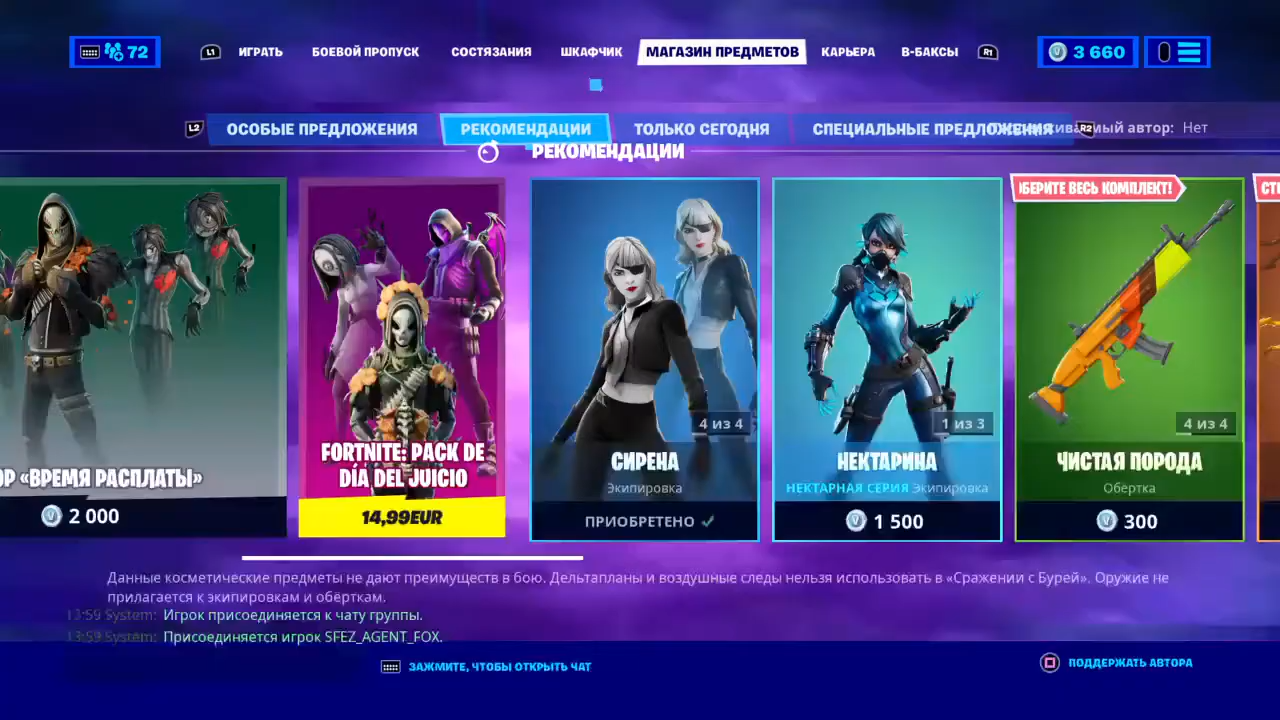 72
L1
ИГРАТЬ
БОЕВОЙ ПРОПУСК
СОСТЯЗАНИЯ
ШКАФЧИК
МАГАЗИН ПРЕДМЕТОВ
КАРЬЕРА
В-БАКСЫ
R1
3 660
L2
ОСОБЫЕ ПРЕДЛОЖЕНИЯ
РЕКОМЕНДАЦИИ
ТОЛЬКО СЕГОДНЯ
СПЕЦИАЛЬНЫЕ ПРЕДЛОЖЕНИЯ
R2
автор: Нет
РЕКОМЕНДАЦИИ
«ВРЕМЯ РАСПЛАТЫ»
2 000
FORTNITE: PACK DE
DÍA DEL JUICIO
14,99EUR
4 из 4
СИРЕНА
Экипировка
ПРИОБРЕТЕНО
1 из 3
НЕКТАРИНА
НЕКТАРНАЯ СЕРИЯ Экипировка
1 500
ВЕСЬ КОМПЛЕКТ!
4 из 4
ЧИСТАЯ ПОРОДА
Обёртка
300
Данные косметические предметы не дают преимуществ в бою. Дельтапланы и воздушные следы нельзя использовать в «Сражении с Бурей». Оружие не
прилагается к экипировкам и обёрткам.
13:59 System: Игрок присоединяется к чату группы.
13:59 System: Присоединяется игрок SFEZ_AGENT_FOX.
ЗАЖМИТЕ, ЧТОБЫ ОТКРЫТЬ ЧАТ
ПОДДЕРЖАТЬ АВТОРА